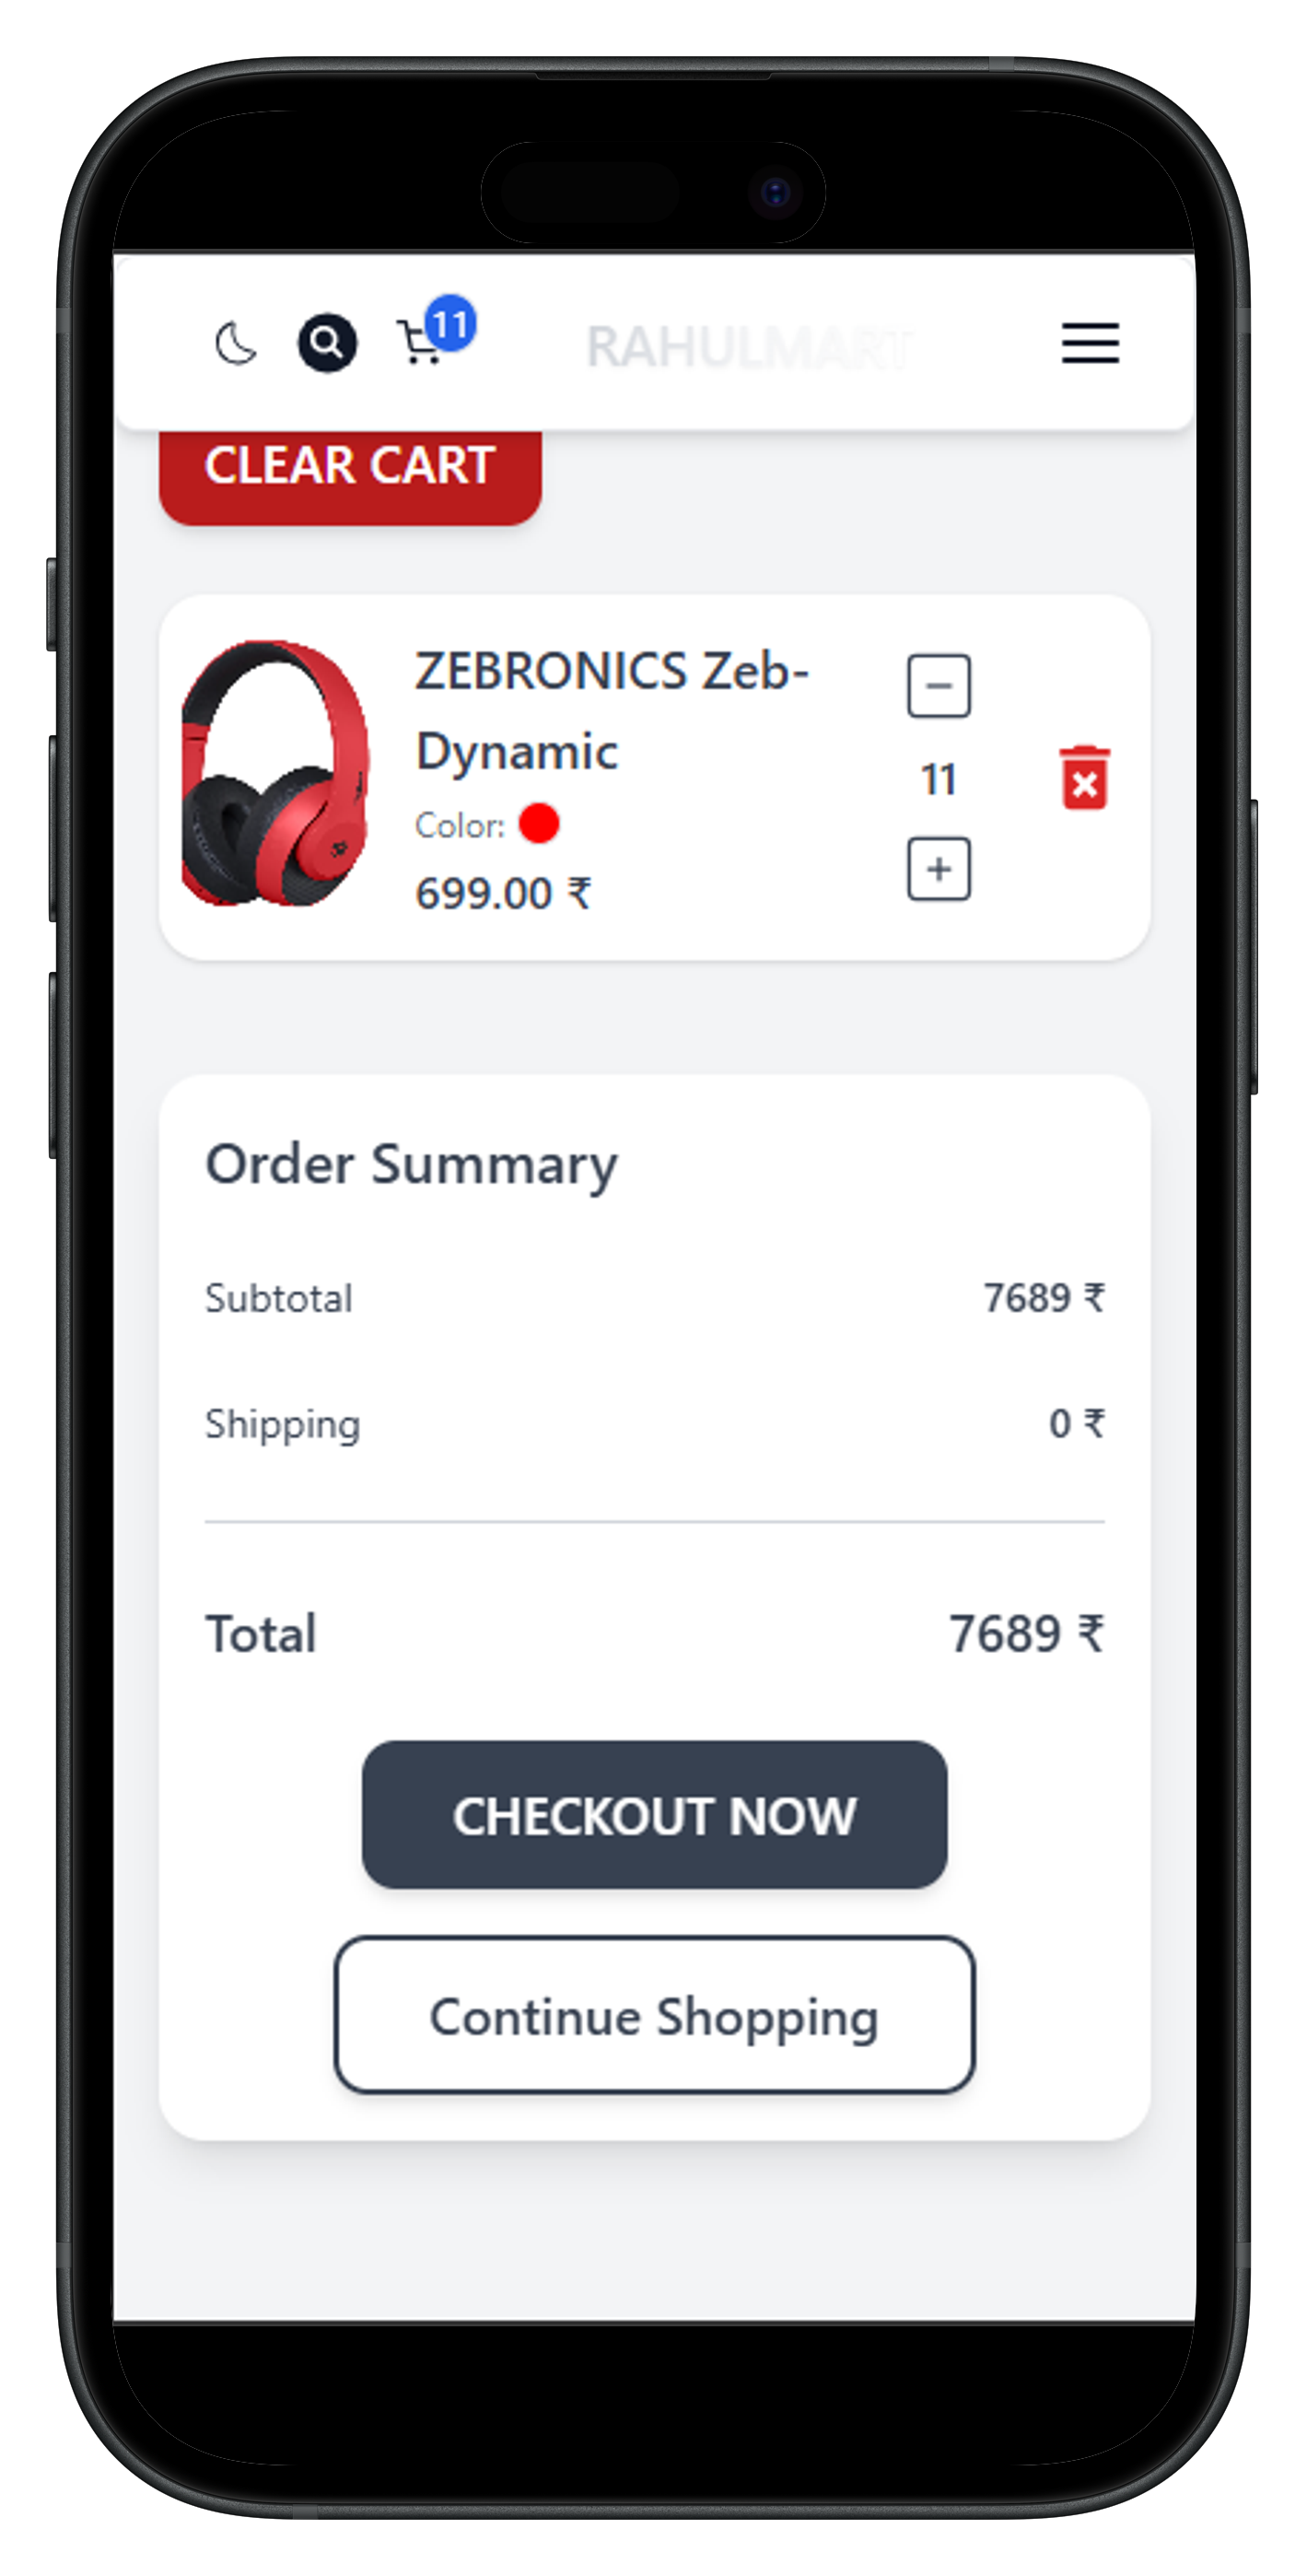 11
RAHULMART
CLEAR CART
ZEBRONICS Zeb-
Dynamic
Color:
699.00 ₹
11
Order Summary
Subtotal 7689 ₹
Shipping 0 ₹
Total 7689 ₹
CHECKOUT NOW
Continue Shopping